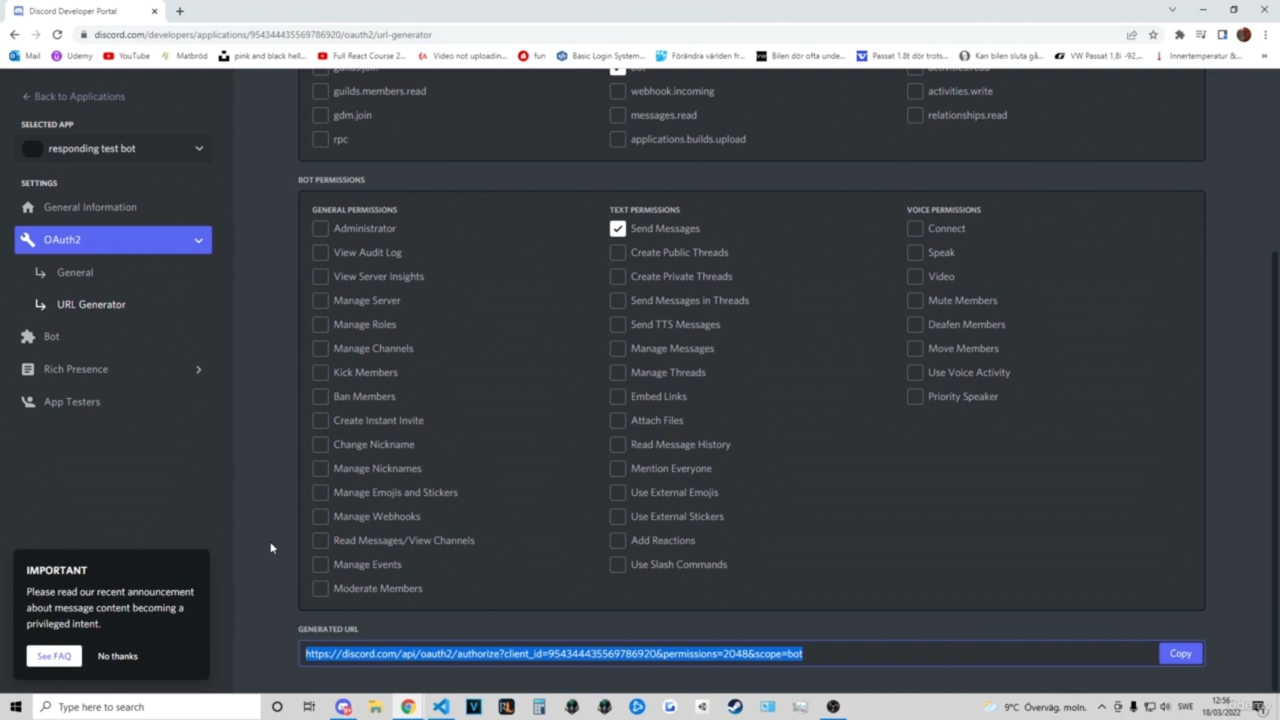 Discord Developer Portal
discord.com/developers/applications/954344435569786920/oauth2/url-generator
Mail
Udemy
YouTube
Matbröd
pink and black hell...
Full React Course 2...
Video not uploadin...
fun
Basic Login System...
Förändra världen fr...
Bilen dör ofta unde...
Passat 1.8t dör trots...
Kan bilen sluta gå...
VW Passat 1,8i -92,...
Innertemperatur &...
Back to Applications
SELECTED APP
responding test bot
SETTINGS
General Information
OAuth2
General
URL Generator
Bot
Rich Presence
App Testers
IMPORTANT
Please read our recent announcement
about message content becoming a
privileged intent.
See FAQ
No thanks
guilds.join
bot
activities.read
guilds.members.read
webhook.incoming
activities.write
gdm.join
messages.read
relationships.read
rpc
applications.builds.upload
BOT PERMISSIONS
GENERAL PERMISSIONS
Administrator
View Audit Log
View Server Insights
Manage Server
Manage Roles
Manage Channels
Kick Members
Ban Members
Create Instant Invite
Change Nickname
Manage Nicknames
Manage Emojis and Stickers
Manage Webhooks
Read Messages/View Channels
Manage Events
Moderate Members
TEXT PERMISSIONS
Send Messages
Create Public Threads
Create Private Threads
Send Messages in Threads
Send TTS Messages
Manage Messages
Manage Threads
Embed Links
Attach Files
Read Message History
Mention Everyone
Use External Emojis
Use External Stickers
Add Reactions
Use Slash Commands
VOICE PERMISSIONS
Connect
Speak
Video
Mute Members
Deafen Members
Move Members
Use Voice Activity
Priority Speaker
GENERATED URL
https://discord.com/api/oauth2/authorize?client_id=954344435569786920&permissions=2048&scope=bot
Copy
Type here to search
9°C Överväg. moln.
SWE
12:56
18/03/2022